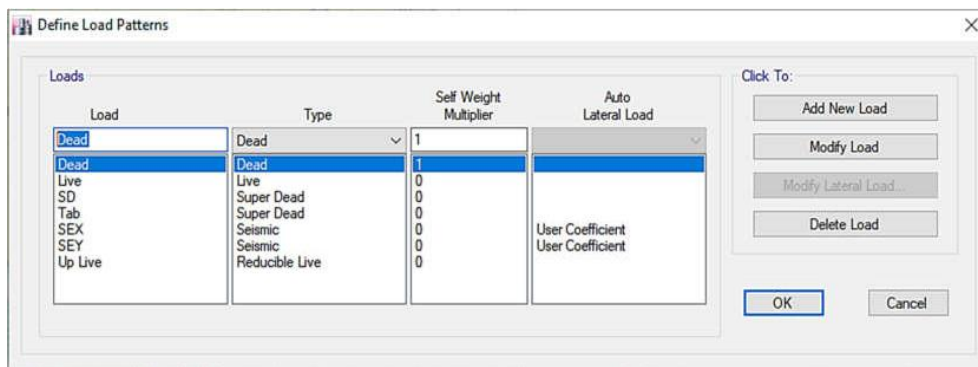 Define Load Patterns
Loads
Click To:
Load Type Self Weight Multiplier Auto Lateral Load
Dead Dead 1
Dead Dead 1
Live Live 0
SD Super Dead 0
Tab Super Dead 0
SEX Seismic 0 User Coefficient
SEY Seismic 0 User Coefficient
Up Live Reducible Live 0
Add New Load
Modify Load
Modify Lateral Load...
Delete Load
OK Cancel